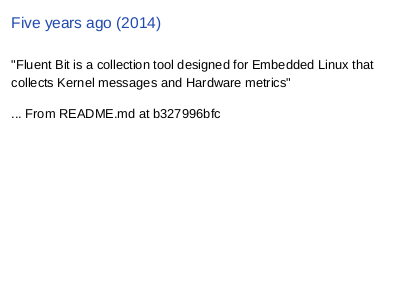 Five years ago (2014)
"Fluent Bit is a collection tool designed for Embedded Linux that
collects Kernel messages and Hardware metrics"
... From README.md at b327996bfc